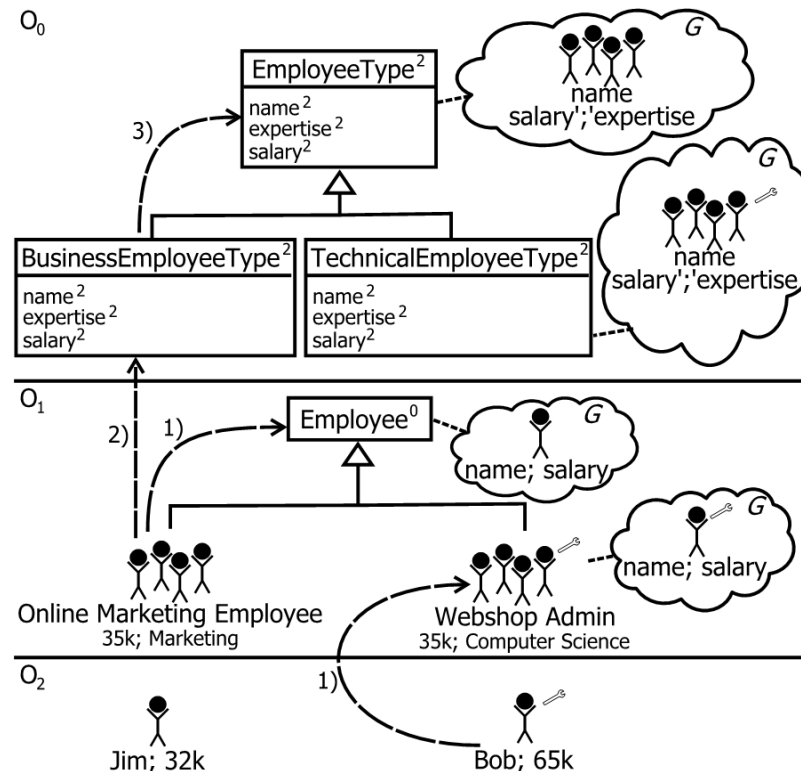 O0
EmployeeType2
name2
expertise2
salary2
G
name
salary';'expertise
3)
BusinessEmployeeType2
name2
expertise2
salary2
TechnicalEmployeeType2
name2
expertise2
salary2
G
name
salary';'expertise
O1
2)
1)
Employee0
G
name; salary
Online Marketing Employee
35k; Marketing
Webshop Admin
35k; Computer Science
G
name; salary
O2
1)
Jim; 32k
Bob; 65k